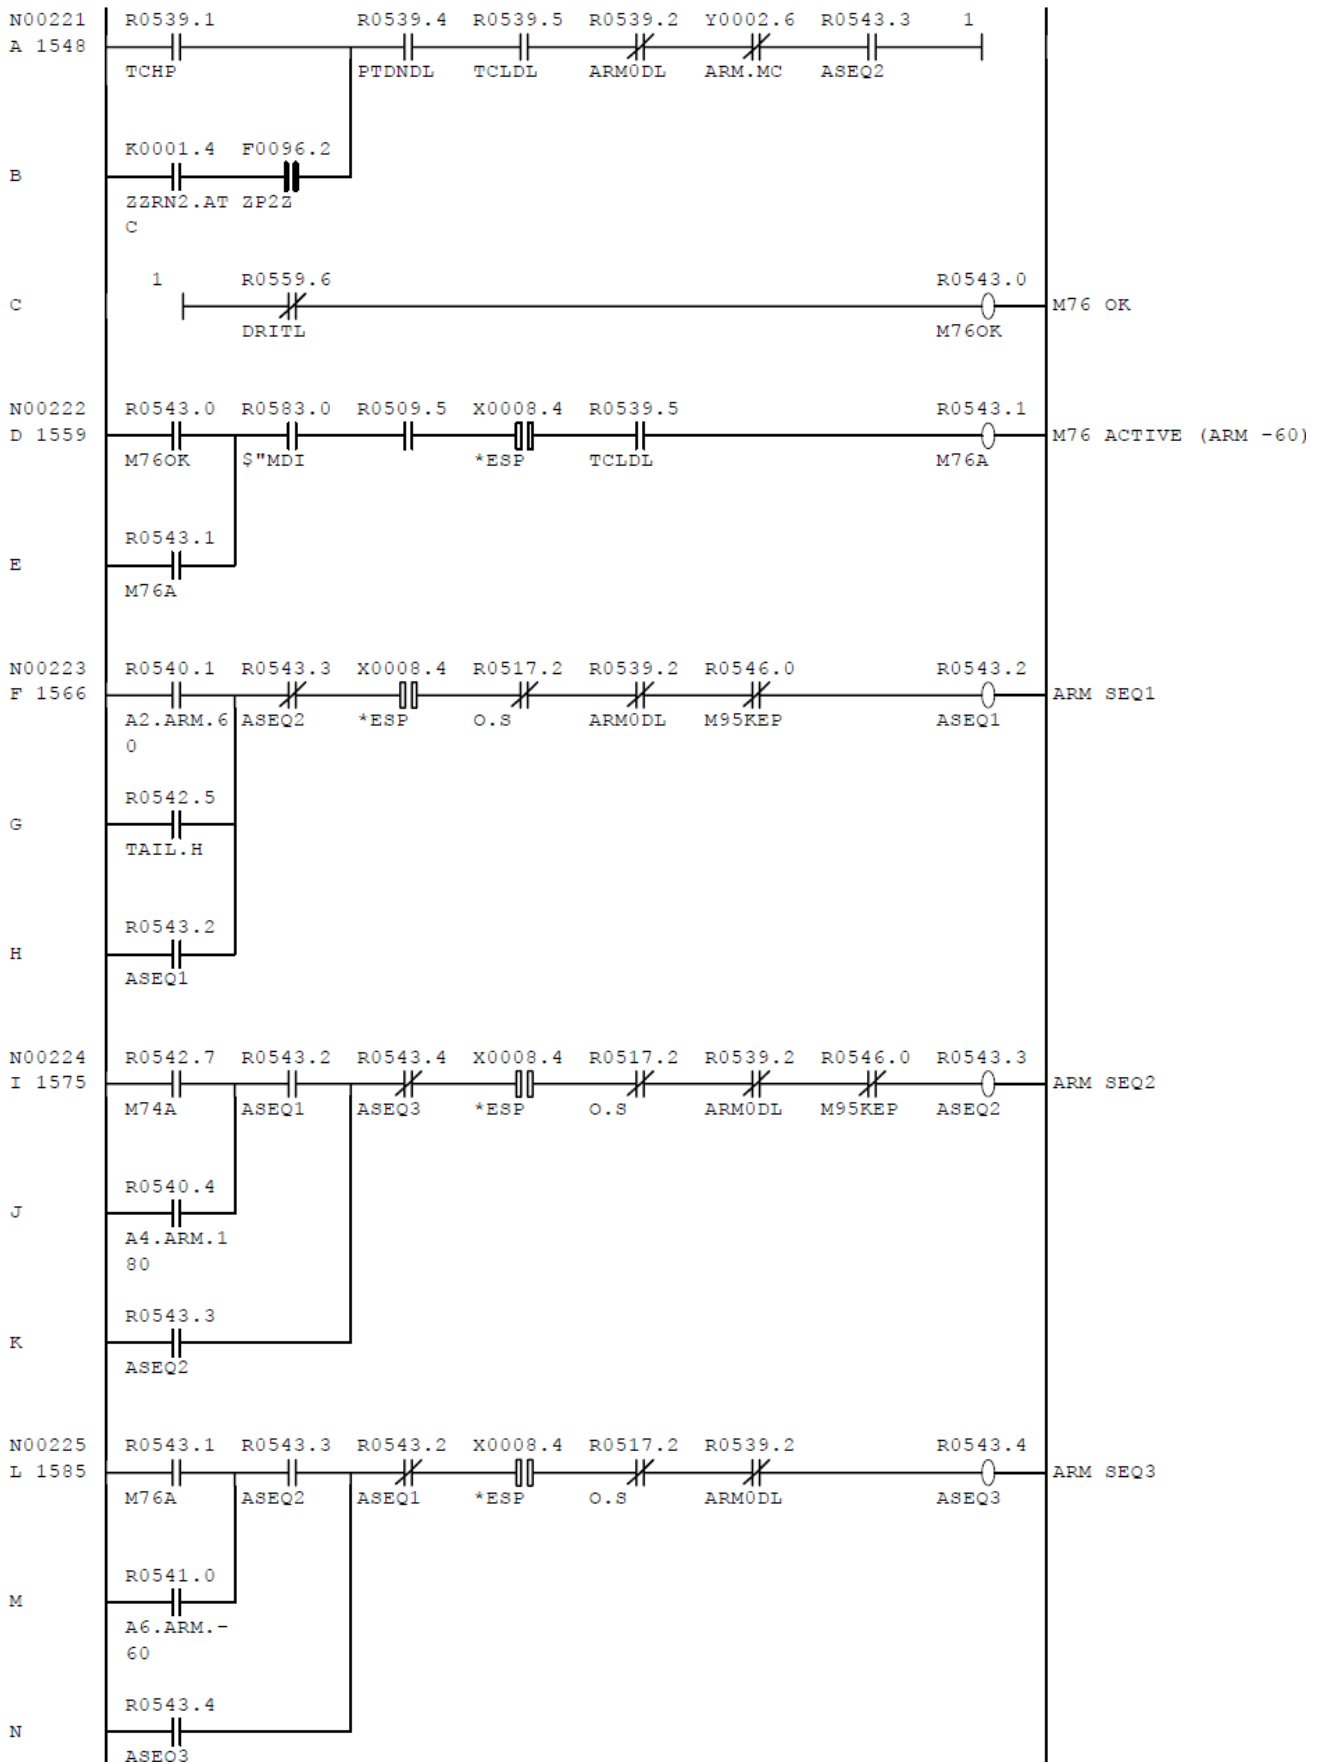 N00221 R0539.1 R0539.4 R0539.5 R0539.2 Y0002.6 R0543.3 1
A 1548
TCHP PTDNDL TCLDL ARM0DL ARM.MC ASEQ2
K0001.4 F0096.2
B
ZZRN2.AT ZP2Z
C
1 R0559.6 R0543.0
C M76 OK
DRITL M76OK
N00222 R0543.0 R0583.0 R0509.5 X0008.4 R0539.5 R0543.1
D 1559 M76 ACTIVE (ARM -60)
M76OK $"MDI *ESP TCLDL M76A
R0543.1
E
M76A
N00223 R0540.1 R0543.3 X0008.4 R0517.2 R0539.2 R0546.0 R0543.2
F 1566 ARM SEQ1
A2.ARM.6 ASEQ2 *ESP O.S ARM0DL M95KEP ASEQ1
0
R0542.5
G
TAIL.H
R0543.2
H
ASEQ1
N00224 R0542.7 R0543.2 R0543.4 X0008.4 R0517.2 R0539.2 R0546.0 R0543.3
I 1575 ARM SEQ2
M74A ASEQ1 ASEQ3 *ESP O.S ARM0DL M95KEP ASEQ2
R0540.4
J
A4.ARM.1
80
R0543.3
K
ASEQ2
N00225 R0543.1 R0543.3 R0543.2 X0008.4 R0517.2 R0539.2 R0543.4
L 1585 ARM SEQ3
M76A ASEQ2 ASEQ1 *ESP O.S ARM0DL ASEQ3
R0541.0
M
A6.ARM.-
60
R0543.4
N
ASEQ3